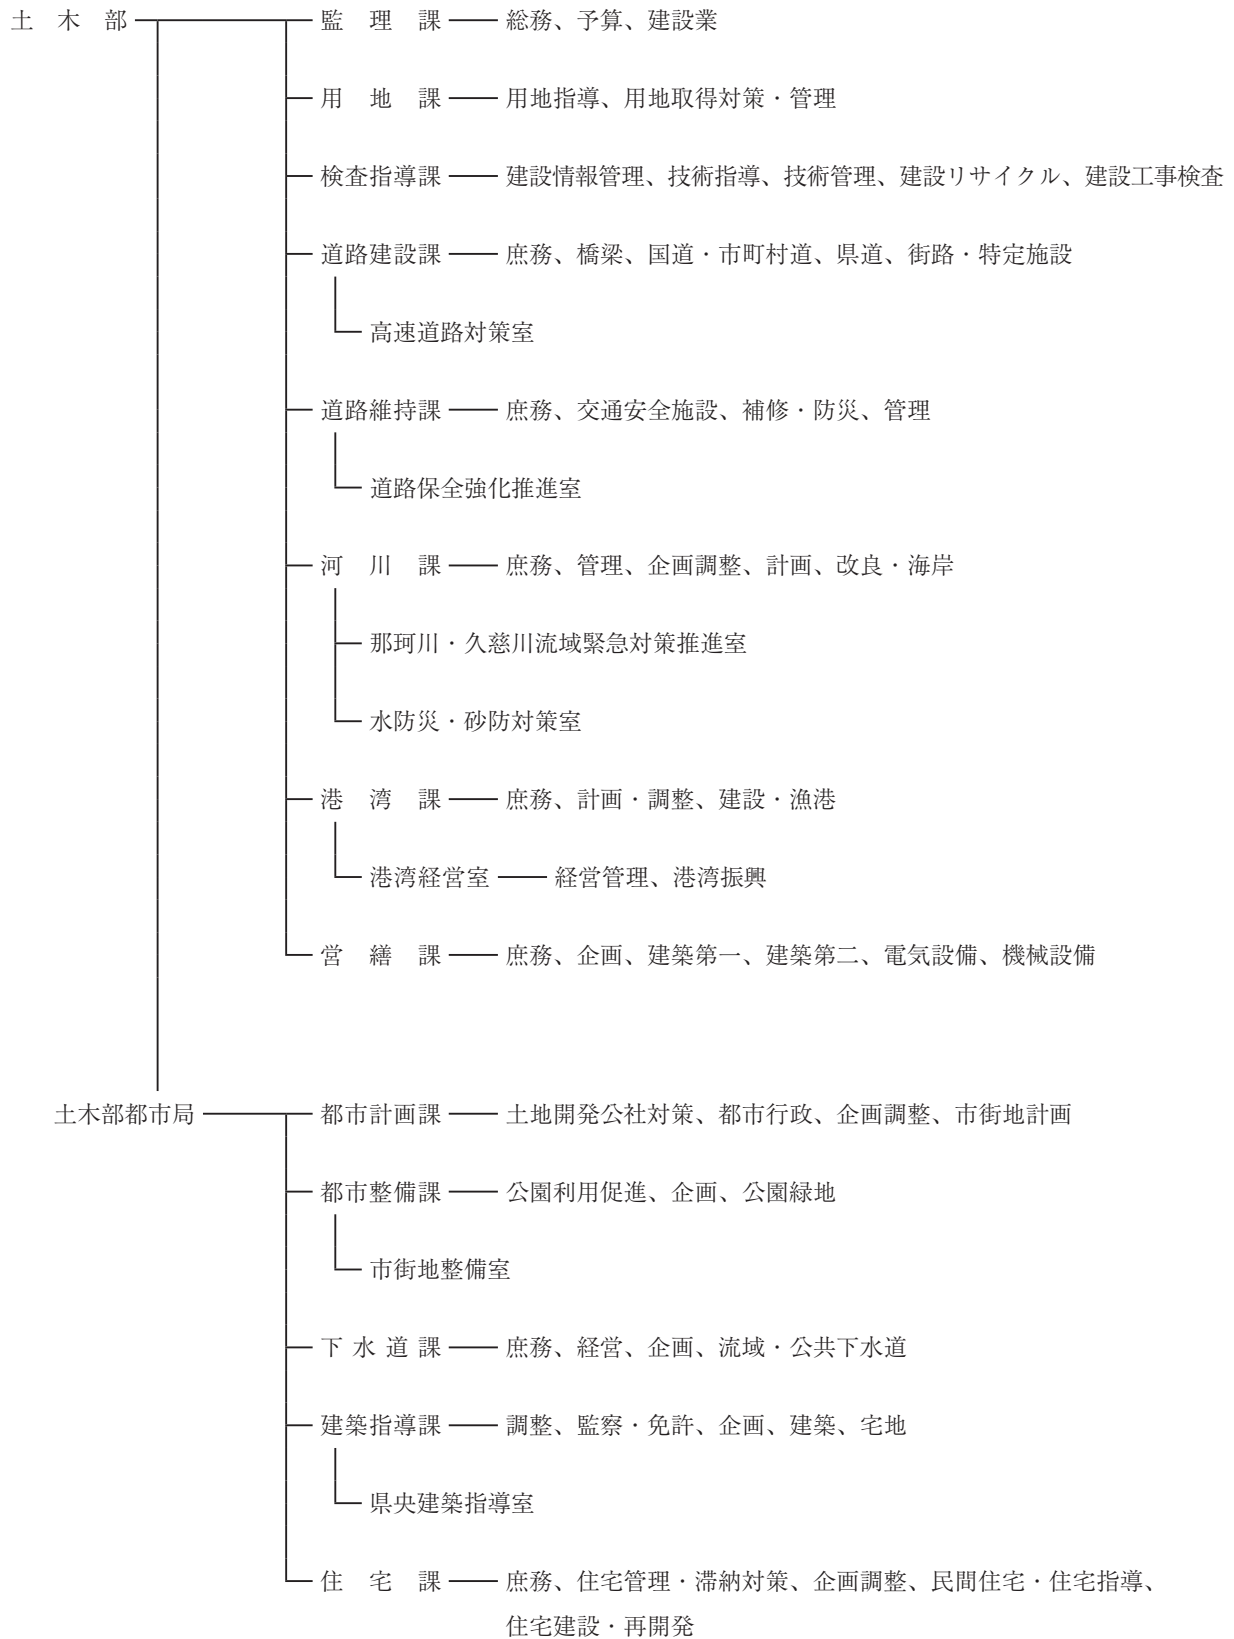 土木部 監理課 総務、予算、建設業
用地課 用地指導、用地取得対策・管理
検査指導課 建設情報管理、技術指導、技術管理、建設リサイクル、建設工事検査
道路建設課 庶務、橋梁、国道・市町村道、県道、街路・特定施設
高速道路対策室
道路維持課 庶務、交通安全施設、補修・防災、管理
道路保全強化推進室
河川課 庶務、管理、企画調整、計画、改良・海岸
那珂川・久慈川流域緊急対策推進室
水防災・砂防対策室
港湾課 庶務、計画・調整、建設・漁港
港湾経営室 経営管理、港湾振興
営繕課 庶務、企画、建築第一、建築第二、電気設備、機械設備
土木部都市局 都市計画課 土地開発公社対策、都市行政、企画調整、市街地計画
都市整備課 公園利用促進、企画、公園緑地
市街地整備室
下水道課 庶務、経営、企画、流域・公共下水道
建築指導課 調整、監察・免許、企画、建築、宅地
県央建築指導室
住宅課 庶務、住宅管理・滞納対策、企画調整、民間住宅・住宅指導、
住宅建設・再開発